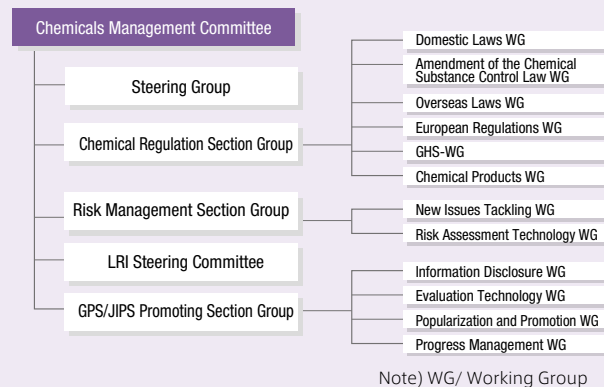 Chemicals Management Committee
Steering Group
Chemical Regulation Section Group
Domestic Laws WG
Amendment of the Chemical
Substance Control Law WG
Overseas Laws WG
European Regulations WG
GHS-WG
Chemical Products WG
Risk Management Section Group
New Issues Tackling WG
Risk Assessment Technology WG
LRI Steering Committee
GPS/JIPS Promoting Section Group
Information Disclosure WG
Evaluation Technology WG
Popularization and Promotion WG
Progress Management WG
Note) WG/ Working Group